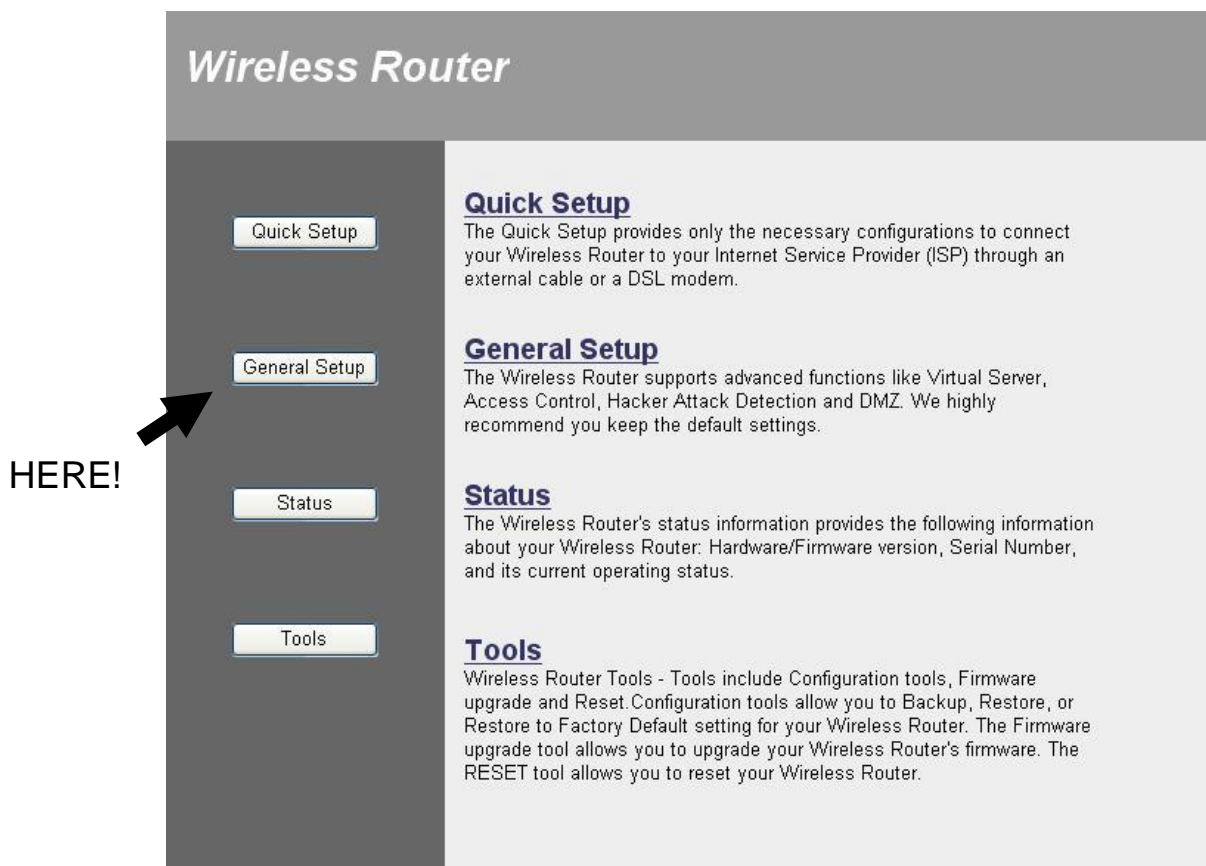 Wireless Router
Quick Setup
Quick Setup
The Quick Setup provides only the necessary configurations to connect
your Wireless Router to your Internet Service Provider (ISP) through an
external cable or a DSL modem.
General Setup
General Setup
The Wireless Router supports advanced functions like Virtual Server,
Access Control, Hacker Attack Detection and DMZ. We highly
recommend you keep the default settings.
HERE!
Status
Status
The Wireless Router's status information provides the following information
about your Wireless Router: Hardware/Firmware version, Serial Number,
and its current operating status.
Tools
Tools
Wireless Router Tools - Tools include Configuration tools, Firmware
upgrade and Reset.Configuration tools allow you to Backup, Restore, or
Restore to Factory Default setting for your Wireless Router. The Firmware
upgrade tool allows you to upgrade your Wireless Router's firmware. The
RESET tool allows you to reset your Wireless Router.